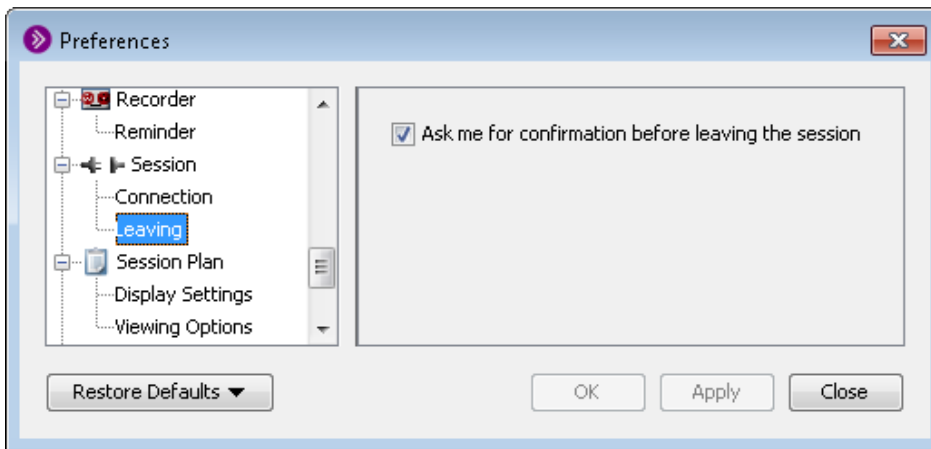 Preferences
Recorder
Reminder
Session
Connection
Leaving
Session Plan
Display Settings
Viewing Options
Ask me for confirmation before leaving the session
Restore Defaults
OK
Apply
Close